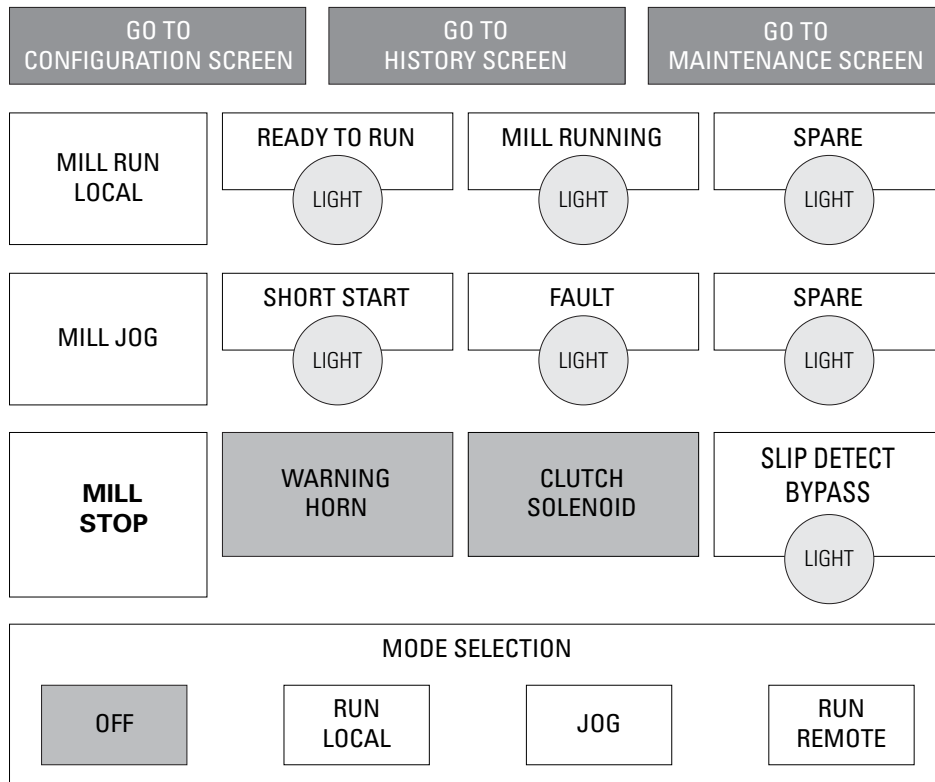 GO TO
CONFIGURATION SCREEN
GO TO
HISTORY SCREEN
GO TO
MAINTENANCE SCREEN
MILL RUN
LOCAL
READY TO RUN
LIGHT
MILL RUNNING
LIGHT
SPARE
LIGHT
MILL JOG
SHORT START
LIGHT
FAULT
LIGHT
SPARE
LIGHT
MILL
STOP
WARNING
HORN
CLUTCH
SOLENOID
SLIP DETECT
BYPASS
LIGHT
MODE SELECTION
OFF
RUN
LOCAL
JOG
RUN
REMOTE